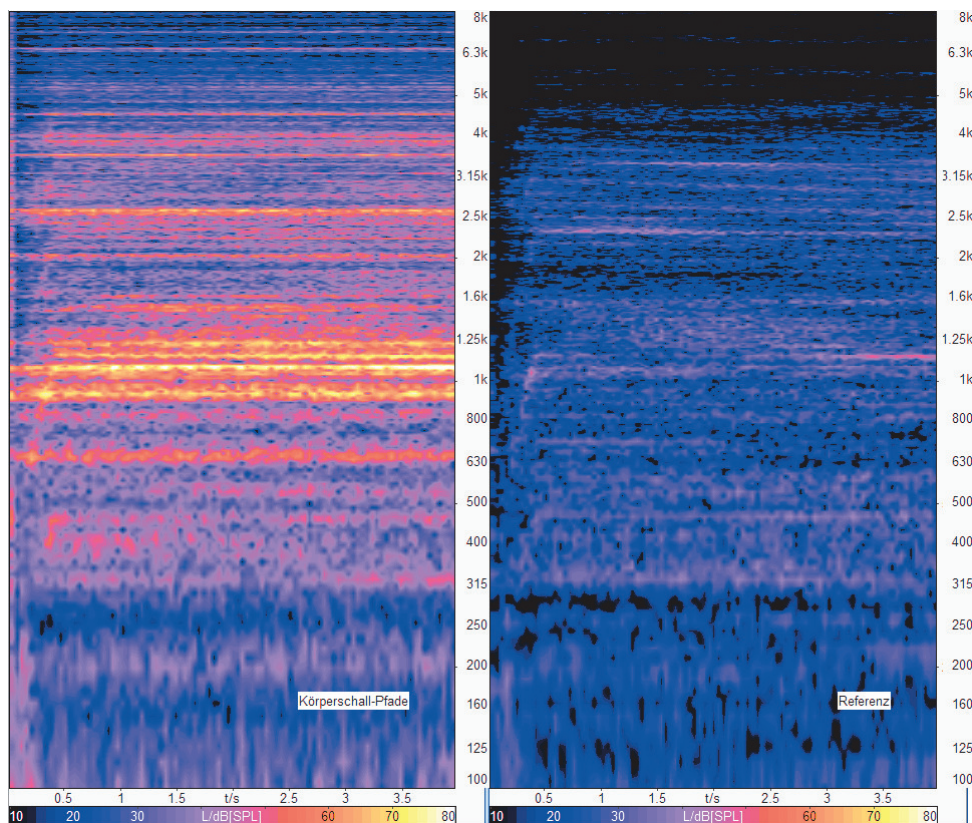 8k 8k
6.3k 6.3k
5k 5k
4k 4k
3.15k 3.15k
2.5k 2.5k
2k 2k
1.6k 1.6k
1.25k 1.25k
1k 1k
800 800
630 630
500 500
400 400
315 315
250 250
200 200
Körperschall-Pfade 160 Referenz 160
125 125
100 100
0.5 1 1.5 t/s 2.5 3 3.5 0.5 1 1.5 t/s 2.5 3 3.5
10 20 30 L/dB[SPL] 60 70 80 10 20 30 L/dB[SPL] 60 70 80